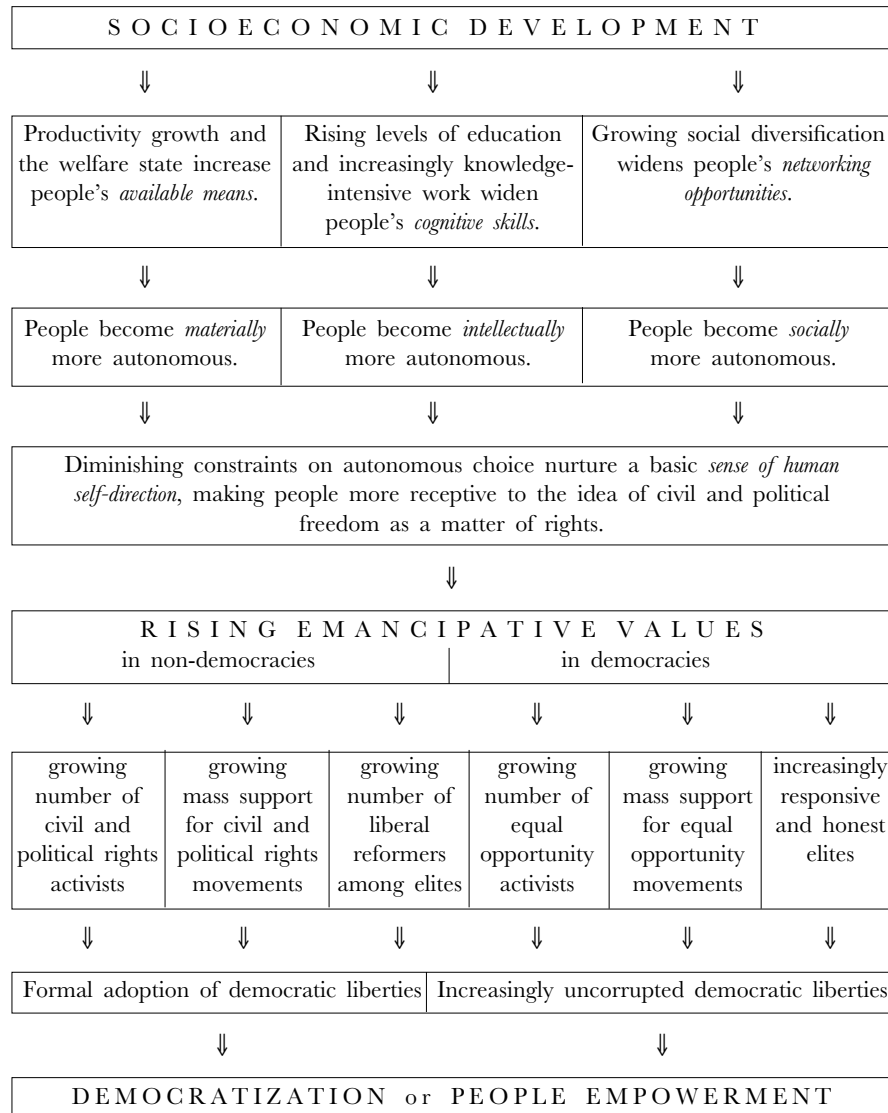 SOCIOECONOMIC DEVELOPMENT
⇓ ⇓ ⇓
Productivity growth and
the welfare state increase
people's available means.
Rising levels of education
and increasingly knowledge-
intensive work widen
people's cognitive skills.
Growing social diversification
widens people's networking
opportunities.
⇓ ⇓ ⇓
People become materially
more autonomous.
People become intellectually
more autonomous.
People become socially
more autonomous.
⇓ ⇓ ⇓
Diminishing constraints on autonomous choice nurture a basic sense of human
self-direction, making people more receptive to the idea of civil and political
freedom as a matter of rights.
⇓
RISING EMANCIPATIVE VALUES
in non-democracies
in democracies
⇓ ⇓ ⇓ ⇓ ⇓ ⇓
growing
number of
civil and
political rights
activists
growing
mass support
for civil and
political rights
movements
growing
number of
liberal
reformers
among elites
growing
number of
equal
opportunity
activists
growing
mass support
for equal
opportunity
movements
increasingly
responsive
and honest
elites
⇓ ⇓ ⇓ ⇓ ⇓ ⇓
Formal adoption of democratic liberties
Increasingly uncorrupted democratic liberties
⇓ ⇓
DEMOCRATIZATION or PEOPLE EMPOWERMENT